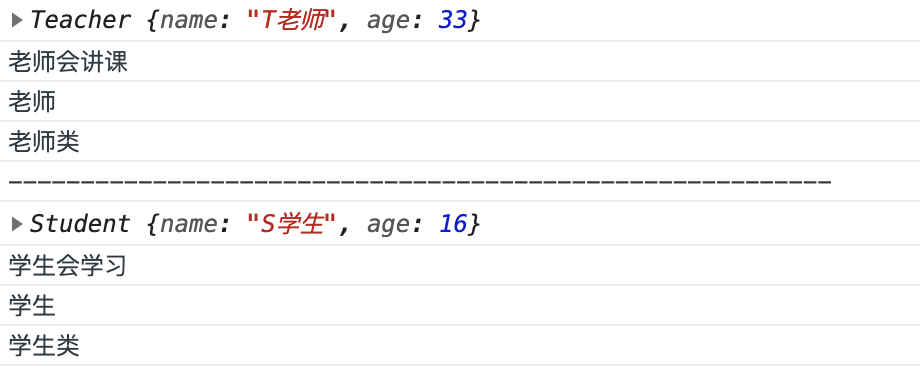 Teacher {name: "T老师", age: 33}
老师会讲课
老师
老师类
---------------------------------------------------------
Student {name: "S学生", age: 16}
学生会学习
学生
学生类